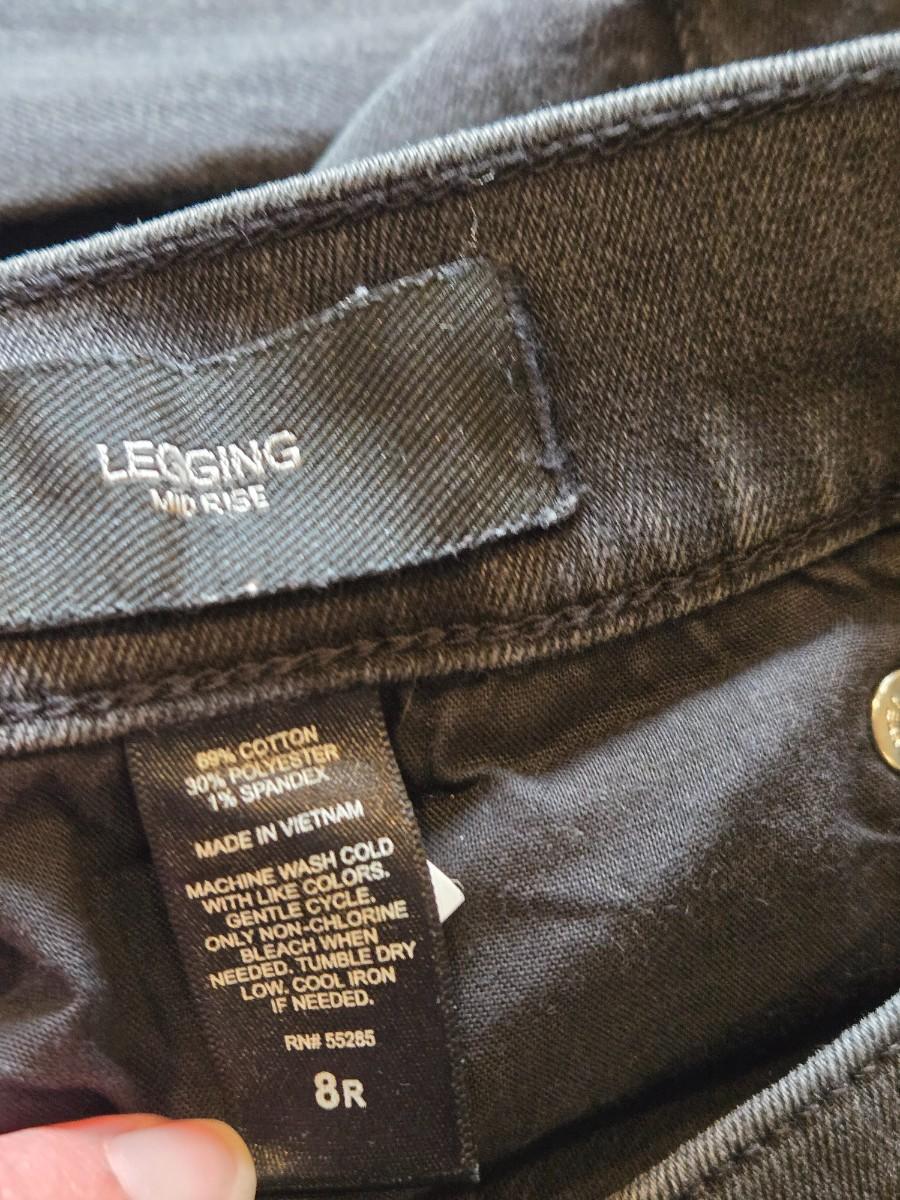 LEGGING
MID RISE
69% COTTON
30% POLYESTER
1% SPANDEX
MADE IN VIETNAM
MACHINE WASH COLD
WITH LIKE COLORS.
GENTLE CYCLE.
ONLY NON-CHLORINE
BLEACH WHEN
NEEDED. TUMBLE DRY
LOW. COOL IRON
IF NEEDED.
RN# 55285
8R